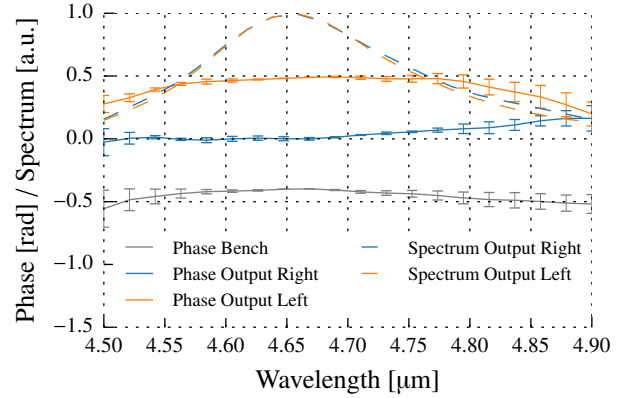 Phase [rad] / Spectrum [a.u.]
1.0
0.5
0.0
−0.5
−1.0
−1.5
Phase Bench
Phase Output Right
Phase Output Left
Spectrum Output Right
Spectrum Output Left
4.50 4.55 4.60 4.65 4.70 4.75 4.80 4.85 4.90
Wavelength [μm]